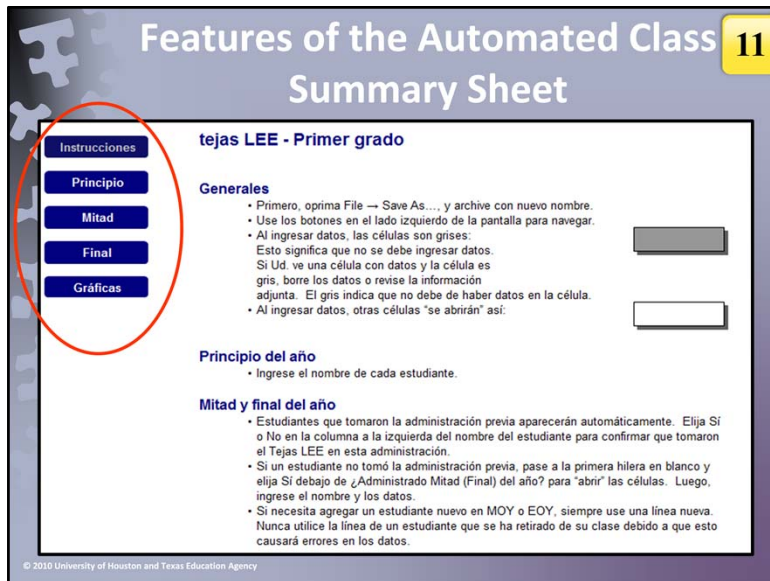 Features of the Automated Class
Summary Sheet
11
Instrucciones
Principio
Mitad
Final
Gráficas
tejas LEE - Primer grado
Generales
• Primero, oprima File → Save As..., y archive con nuevo nombre.
• Use los botones en el lado izquierdo de la pantalla para navegar.
• Al ingresar datos, las células son grises:
Esto significa que no se debe ingresar datos.
Si Ud. ve una célula con datos y la célula es
gris, borre los datos o revise la información
adjunta. El gris indica que no debe de haber datos en la célula.
• Al ingresar datos, otras células “se abrirán” así:
Principio del año
• Ingrese el nombre de cada estudiante.
Mitad y final del año
• Estudiantes que tomaron la administración previa aparecerán automáticamente. Elija Sí
o No en la columna a la izquierda del nombre del estudiante para confirmar que tomaron
el Tejas LEE en esta administración.
• Si un estudiante no tomó la administración previa, pase a la primera hilera en blanco y
elija Sí debajo de ¿Administrado Mitad (Final) del año? para “abrir” las células. Luego,
ingrese el nombre y los datos.
• Si necesita agregar un estudiante nuevo en MOY o EOY, siempre use una línea nueva.
Nunca utilice la línea de un estudiante que se ha retirado de su clase debido a que esto
causará errores en los datos.
© 2010 University of Houston and Texas Education Agency